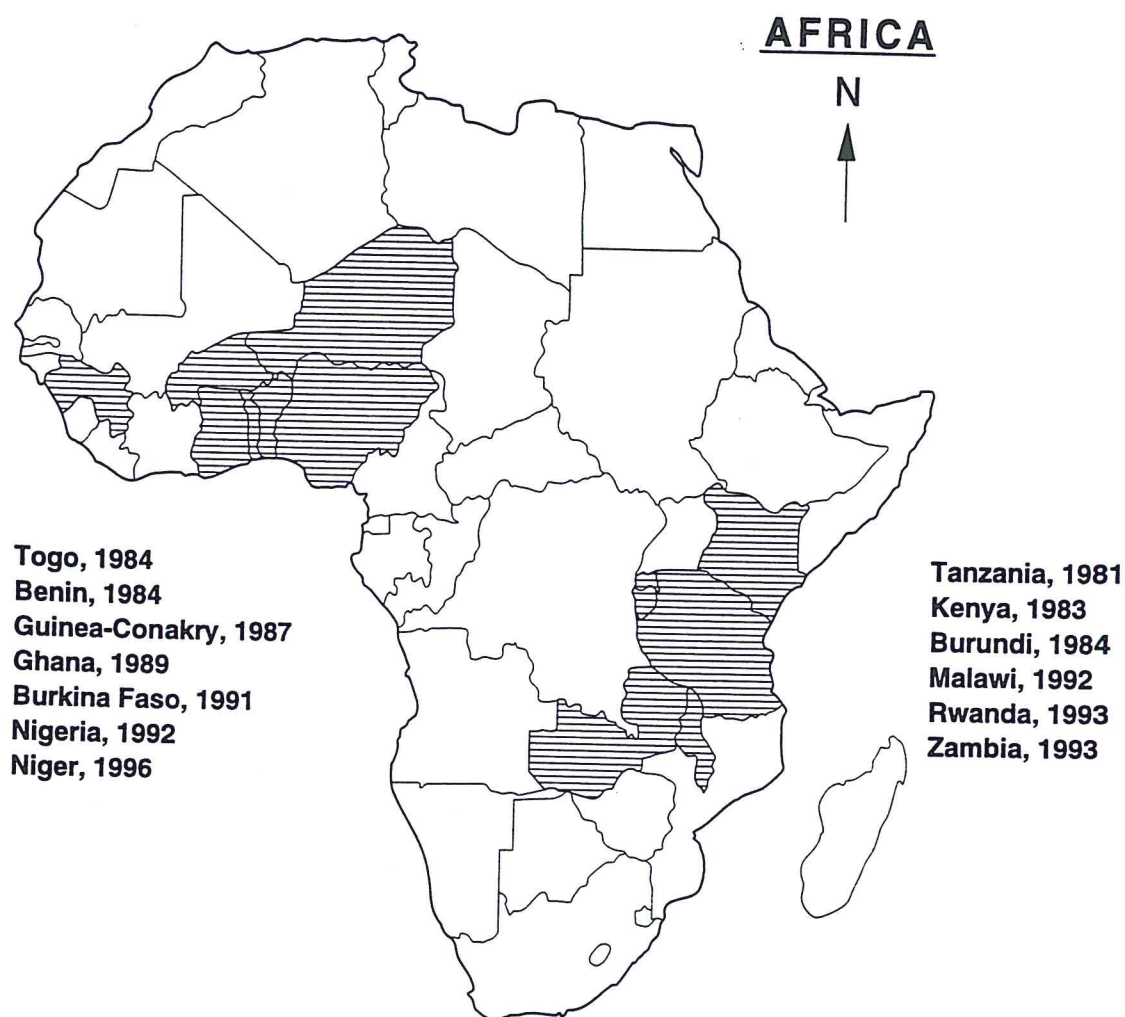 AFRICA
N
Togo, 1984
Benin, 1984
Guinea-Conakry, 1987
Ghana, 1989
Burkina Faso, 1991
Nigeria, 1992
Niger, 1996
Tanzania, 1981
Kenya, 1983
Burundi, 1984
Malawi, 1992
Rwanda, 1993
Zambia, 1993